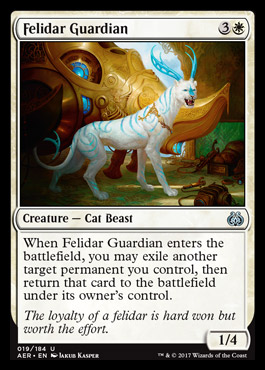 Felidar Guardian 3
Creature — Cat Beast
When Felidar Guardian enters the
battlefield, you may exile another
target permanent you control, then
return that card to the battlefield
under its owner's control.
The loyalty of a felidar is hard won but
worth the effort.
1/4
019/184 U
AER • EN Jakub Kasper
™ & © 2017 Wizards of the Coast